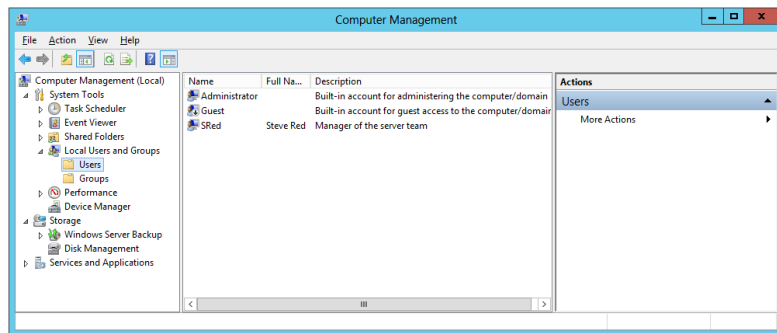 Computer Management
File Action View Help
Computer Management (Local)
System Tools
Task Scheduler
Event Viewer
Shared Folders
Local Users and Groups
Users
Groups
Performance
Device Manager
Storage
Windows Server Backup
Disk Management
Services and Applications
Name Full Na... Description
Administrator Built-in account for administering the computer/domain
Guest Built-in account for guest access to the computer/domain
SRed Steve Red Manager of the server team
Actions
Users
More Actions